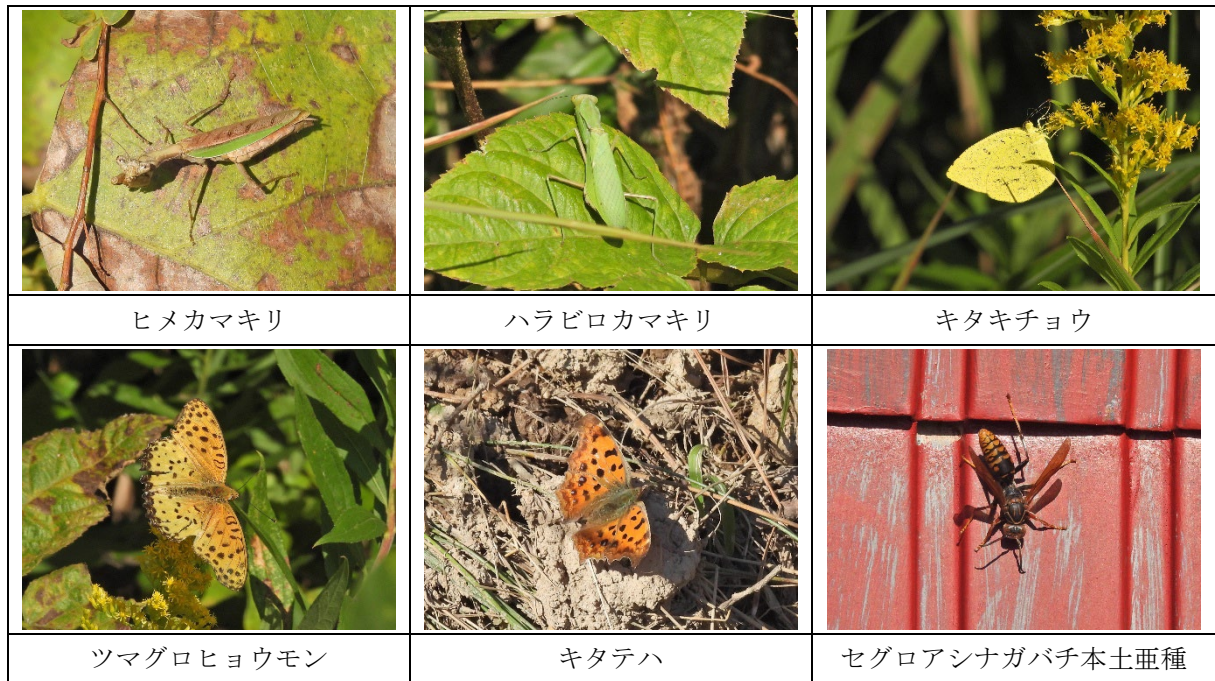 ヒメカマキリ
ハラビロカマキリ
キタキチョウ
ツマグロヒョウモン
キタテハ
セグロアシナガバチ本土亜種